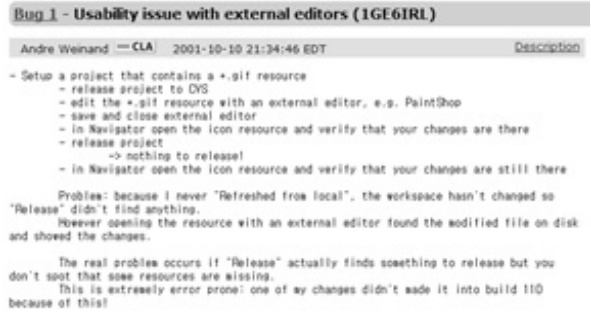 Bug 1 - Usability issue with external editors (1GE6IRL)
Andre Weinand CLA 2001-10-10 21:34:46 EDT Description
- Setup a project that contains a *.gif resource
- release project to CVS
- edit the *.gif resource with an external editor, e.g. PaintShop
- save and close external editor
- in Navigator open the icon resource and verify that your changes are there
- release project
-> nothing to release!
- in Navigator open the icon resource and verify that your changes are still there
Problem: because I never "Refreshed from local", the workspace hasn't changed so
"Release" didn't find anything.
However opening the resource with an external editor found the modified file on disk
and showed the changes.
The real problem occurs if "Release" actually finds something to release but you
don't spot that some resources are missing.
This is extremely error prone: one of my changes didn't made it into build 110
because of this!